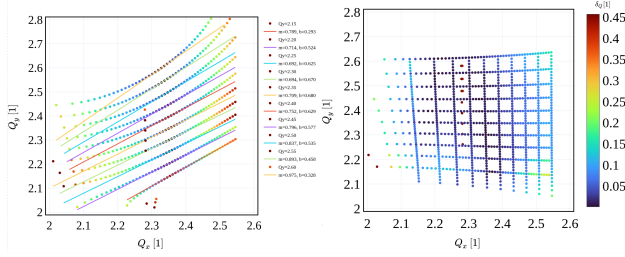 2.8
2.7
2.6
2.5
2.4
2.3
2.2
2.1
2
Q_y [1]
2
2.1
2.2
2.3
2.4
2.5
2.6
Q_x [1]
Qy=2.15
m=0.789, b=0.293
Qy=2.20
m=0.714, b=0.524
Qy=2.25
m=0.692, b=0.625
Qy=2.30
m=0.694, b=0.670
Qy=2.35
m=0.709, b=0.680
Qy=2.40
m=0.752, b=0.629
Qy=2.45
m=0.796, b=0.577
Qy=2.50
m=0.837, b=0.535
Qy=2.55
m=0.893, b=0.450
Qy=2.60
m=0.975, b=0.328
2.8
2.7
2.6
2.5
2.4
2.3
2.2
2.1
2
Q_y [1]
2
2.1
2.2
2.3
2.4
2.5
2.6
Q_x [1]
δ_Q [1]
0.45
0.4
0.35
0.3
0.25
0.2
0.15
0.1
0.05